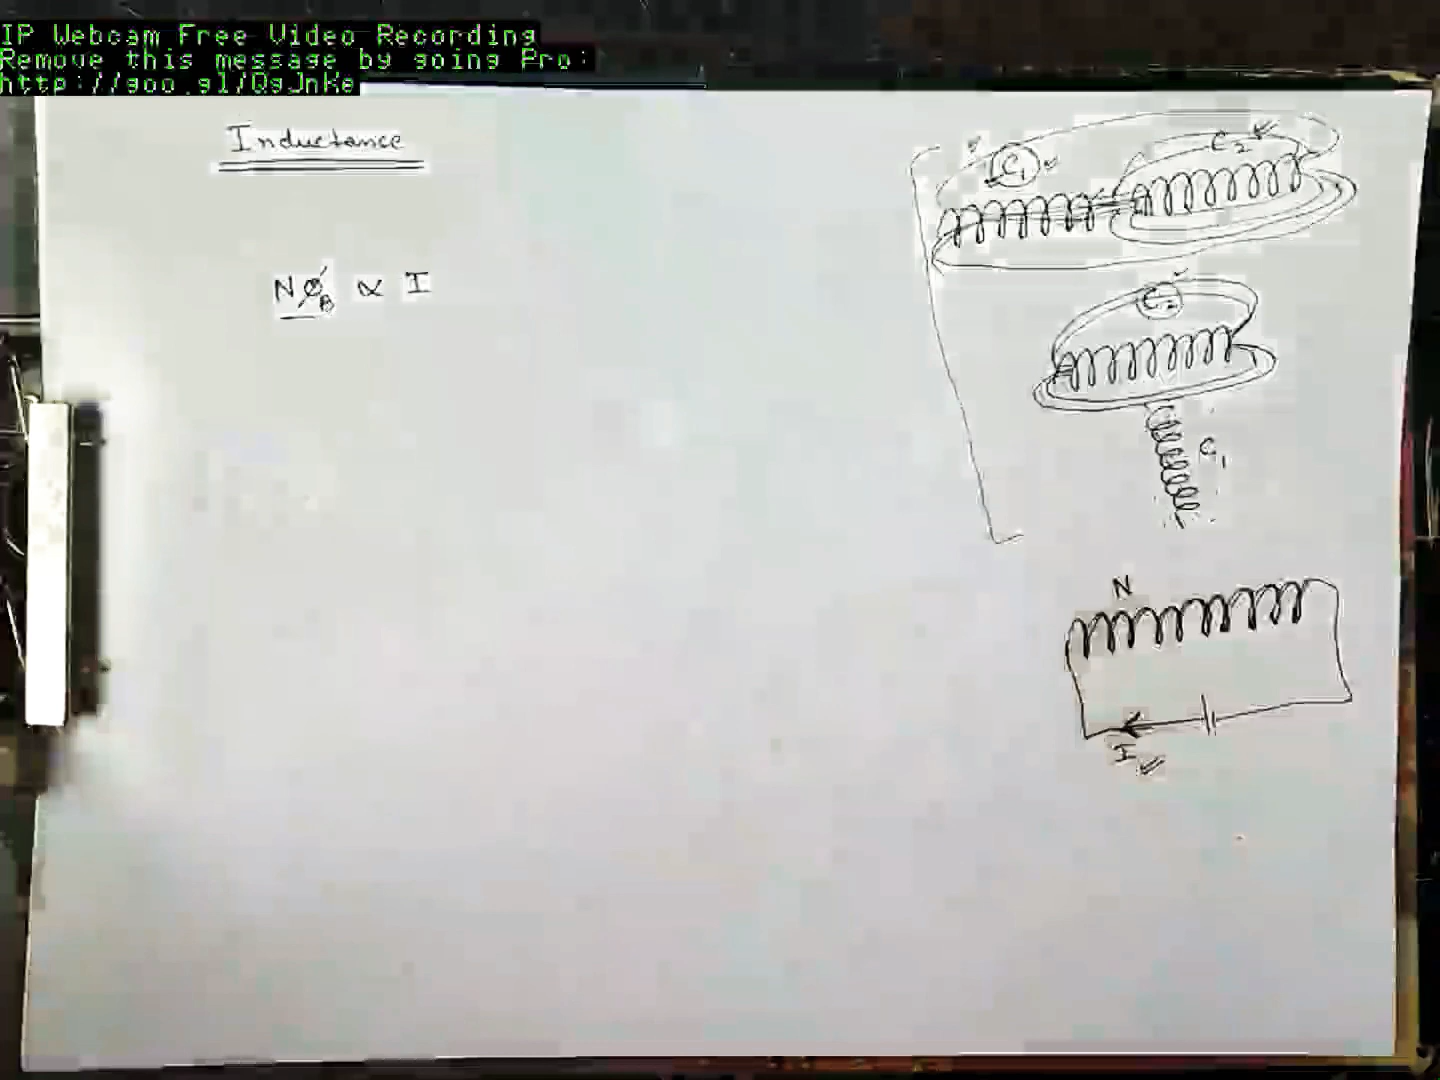 IP Webcam Free Video Recording
Remove this message by going Pro:
http://goo.gl/QgJnKe
Inductance
NΦ_B ∝ I
C₁
C₂
C₂
C₁
N
I